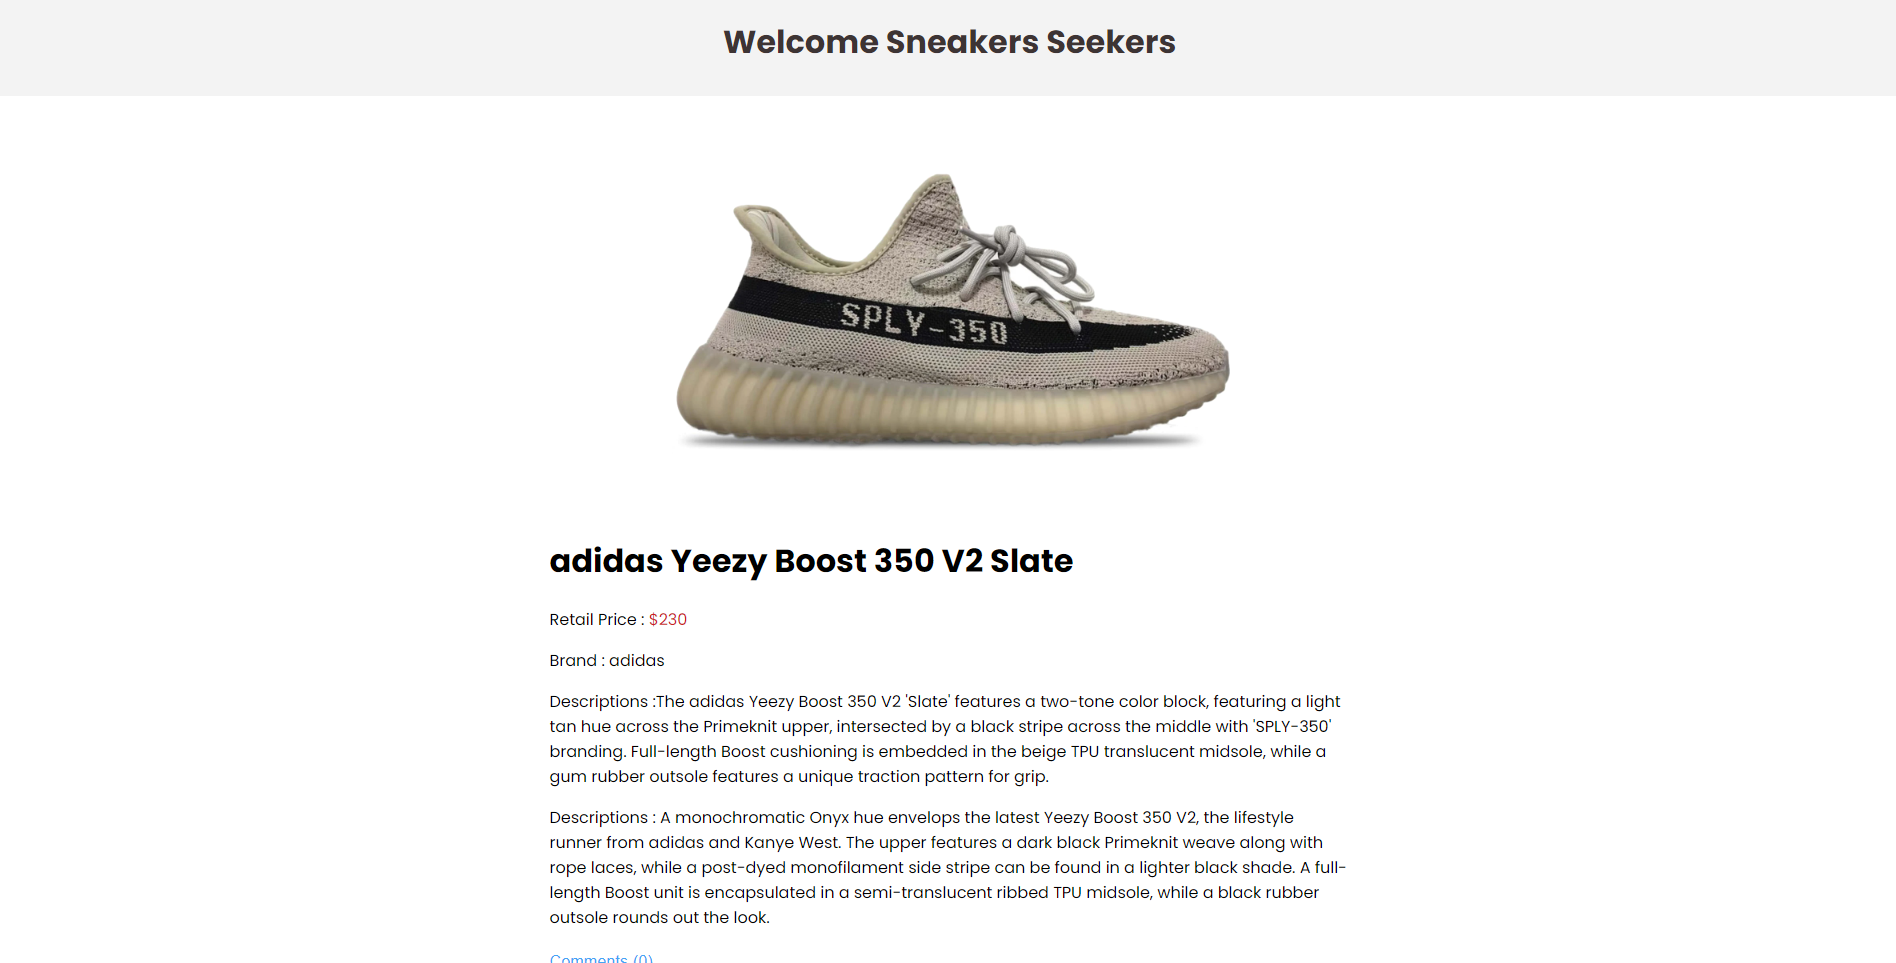 Welcome Sneakers Seekers
SPLY-350
adidas Yeezy Boost 350 V2 Slate
Retail Price : $230
Brand : adidas
Descriptions :The adidas Yeezy Boost 350 V2 'Slate' features a two-tone color block, featuring a light
tan hue across the Primeknit upper, intersected by a black stripe across the middle with 'SPLY-350'
branding. Full-length Boost cushioning is embedded in the beige TPU translucent midsole, while a
gum rubber outsole features a unique traction pattern for grip.
Descriptions : A monochromatic Onyx hue envelops the latest Yeezy Boost 350 V2, the lifestyle
runner from adidas and Kanye West. The upper features a dark black Primeknit weave along with
rope laces, while a post-dyed monofilament side stripe can be found in a lighter black shade. A full-
length Boost unit is encapsulated in a semi-translucent ribbed TPU midsole, while a black rubber
outsole rounds out the look.
Comments (0)